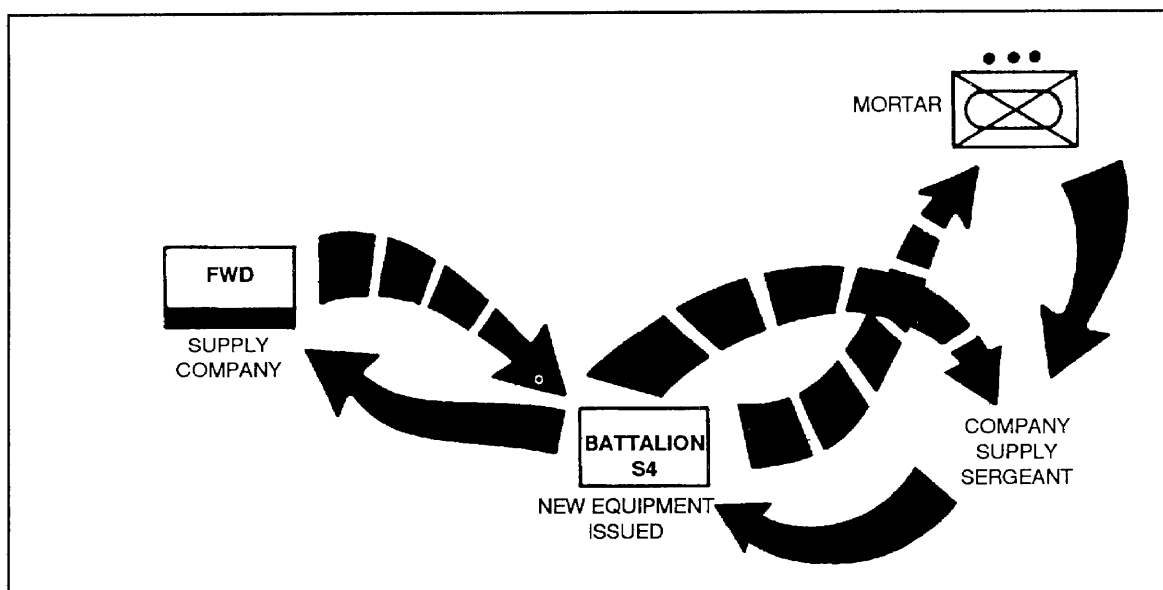 MORTAR
FWD
SUPPLY
COMPANY
BATTALION
S4
NEW EQUIPMENT
ISSUED
COMPANY
SUPPLY
SERGEANT